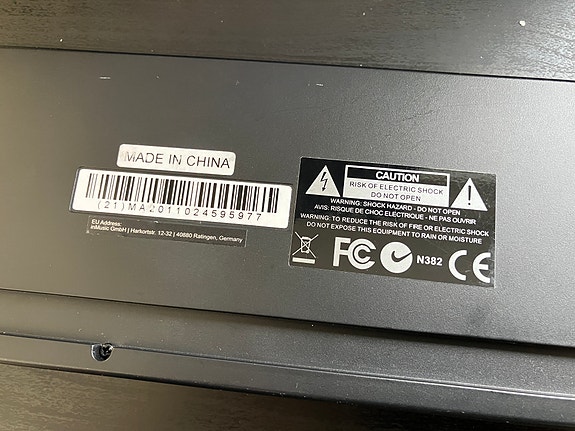 MADE IN CHINA
(21)MA2011024595977
EU Address:
inMusic GmbH | Harkortstr. 12-32 | 40880 Ratingen, Germany
CAUTION
RISK OF ELECTRIC SHOCK
DO NOT OPEN
WARNING: SHOCK HAZARD - DO NOT OPEN
AVIS: RISQUE DE CHOC ELECTRIQUE - NE PAS OUVRIR
WARNING: TO REDUCE THE RISK OF FIRE OR ELECTRIC SHOCK
DO NOT EXPOSE THIS EQUIPMENT TO RAIN OR MOISTURE
FC N382 CE